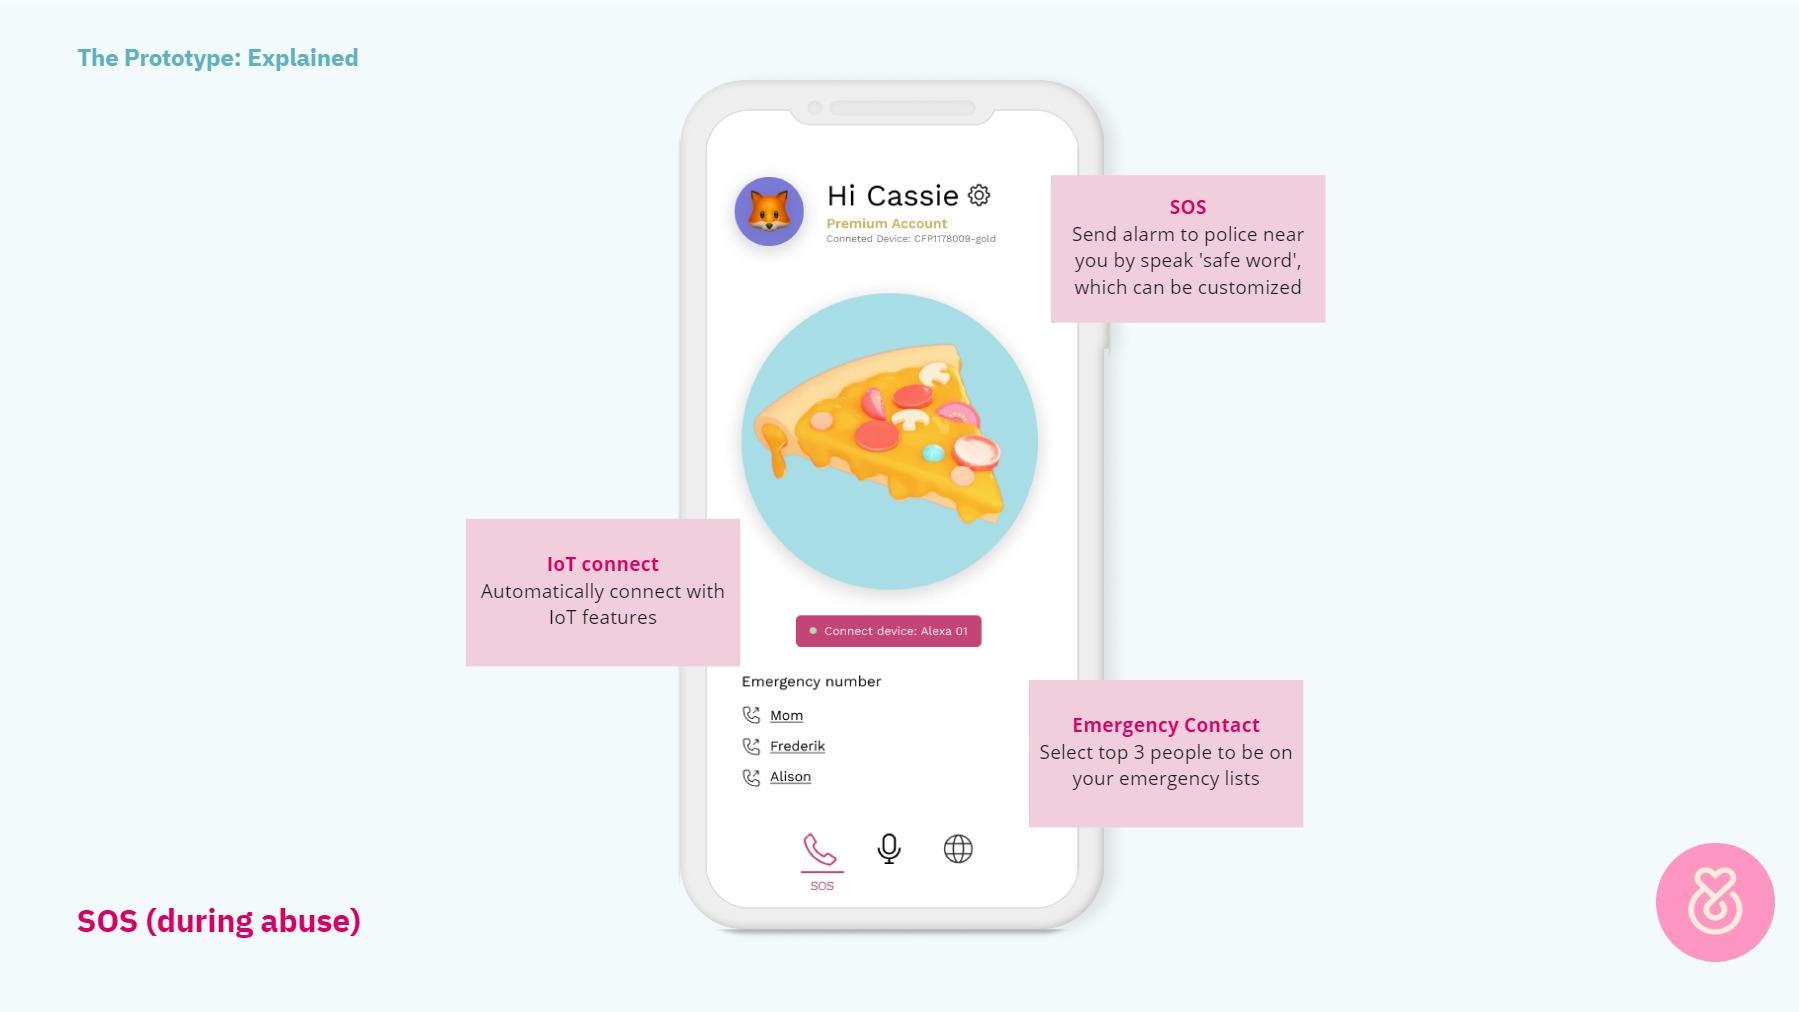 The Prototype: Explained
Hi Cassie
Premium Account
Conneted Device: CFP1178009-gold
SOS
Send alarm to police near
you by speak 'safe word',
which can be customized
IoT connect
Automatically connect with
IoT features
Connect device: Alexa 01
Emergency number
Mom
Frederik
Alison
Emergency Contact
Select top 3 people to be on
your emergency lists
SOS
SOS (during abuse)